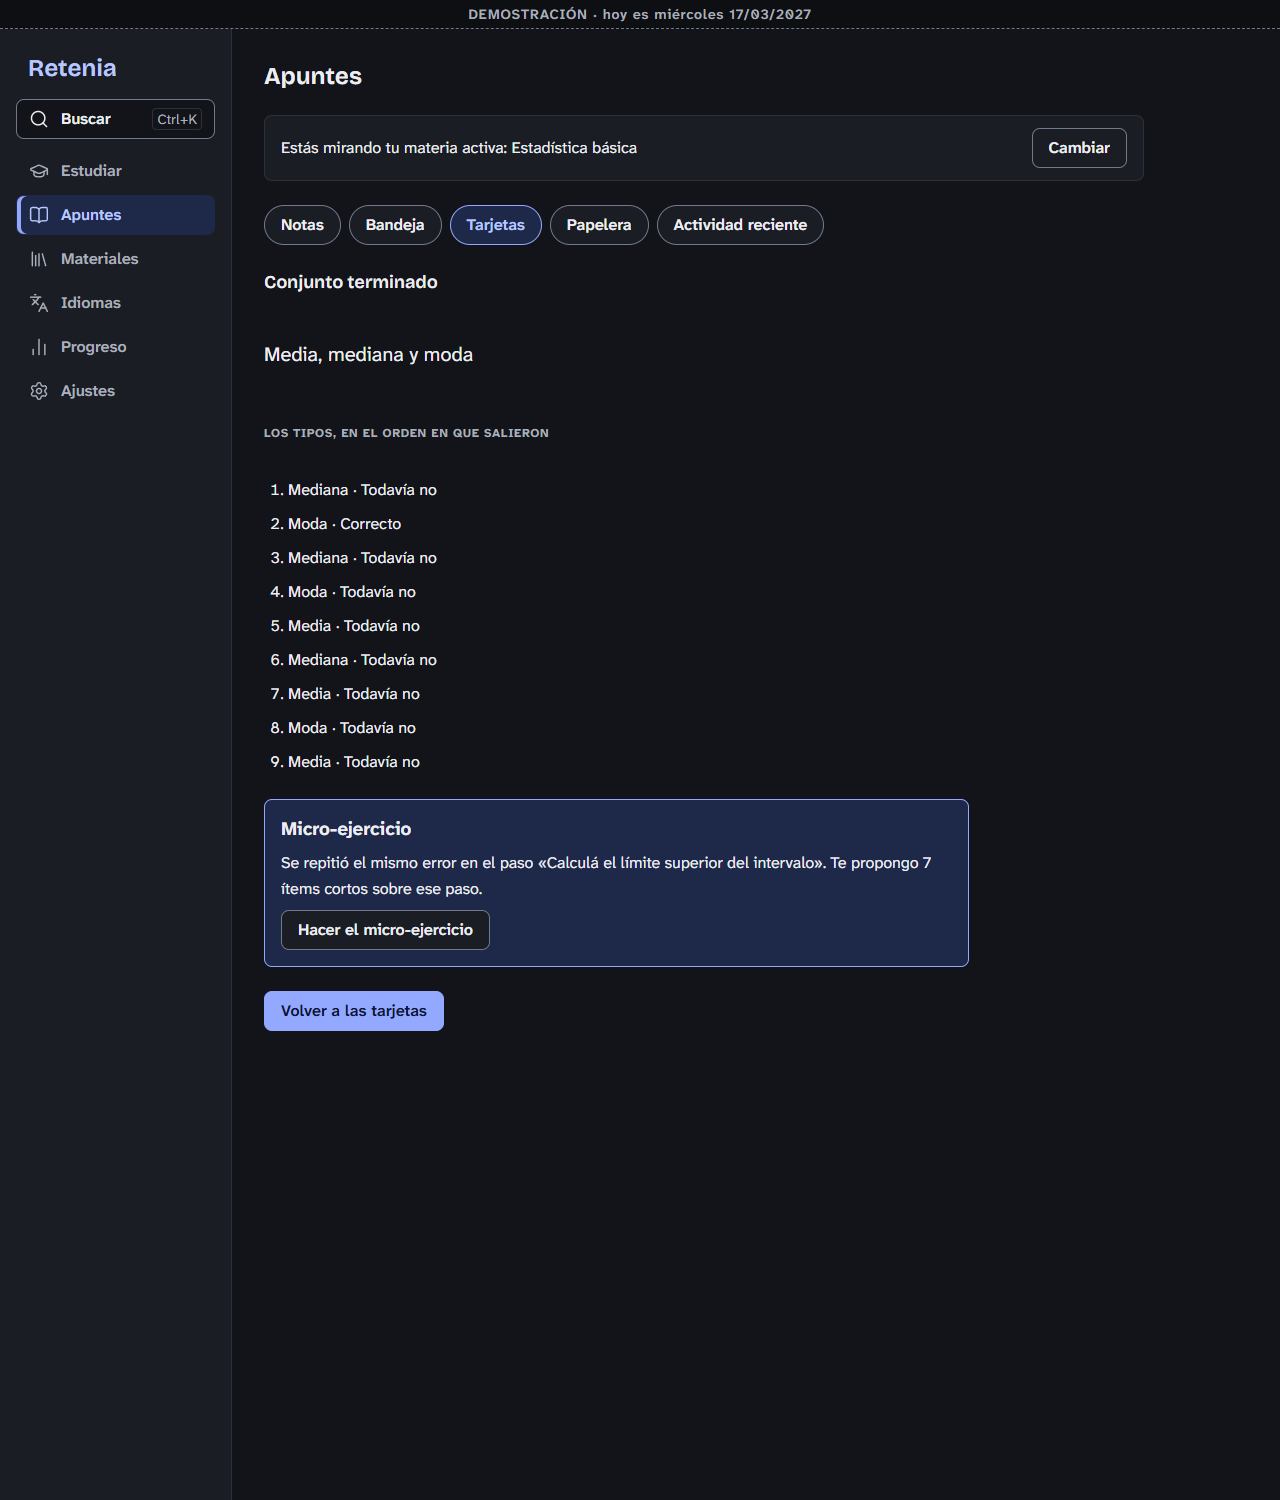 DEMOSTRACIÓN · hoy es miércoles 17/03/2027
Retenia
Buscar Ctrl+K
Estudiar
Apuntes
Materiales
Idiomas
Progreso
Ajustes
Apuntes
Estás mirando tu materia activa: Estadística básica
Cambiar
Notas Bandeja Tarjetas Papelera Actividad reciente
Conjunto terminado
Media, mediana y moda
LOS TIPOS, EN EL ORDEN EN QUE SALIERON
1. Mediana · Todavía no
2. Moda · Correcto
3. Mediana · Todavía no
4. Moda · Todavía no
5. Media · Todavía no
6. Mediana · Todavía no
7. Media · Todavía no
8. Moda · Todavía no
9. Media · Todavía no
Micro-ejercicio
Se repitió el mismo error en el paso «Calculá el límite superior del intervalo». Te propongo 7
ítems cortos sobre ese paso.
Hacer el micro-ejercicio
Volver a las tarjetas